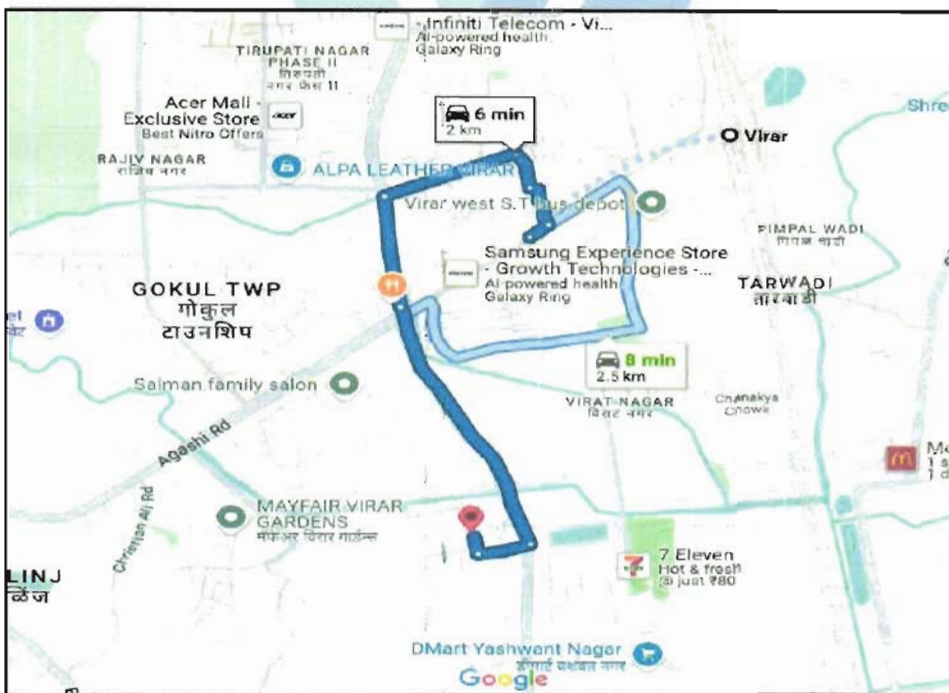 - Infiniti Telecom - Vi...
AI-powered health
Galaxy Ring
TIRUPATI NAGAR
PHASE II
तिरुपती
नगर फेस 11
Acer Mall -
Exclusive Store
Best Nitro Offers
acer
6 min
2 km
Virar
Shre
RAJIV NAGAR
राजिव नगर
ALPA LEATHER VIRAR
Virar west S.T bus depot
PIMPAL WADI
Samsung Experience Store
- Growth Technologies -...
AI-powered health
Galaxy Ring
TARWADI
तारवाडी
GOKUL TWP
गोकुल
टाउनशिप
8 min
2.5 km
Salman family salon
VIRAT NAGAR
विराट नगर
Chanakya
Chowk
Agashi Rd
MAYFAIR VIRAR
GARDENS
मेफेअर विरार गार्डन्स
Christian Alj Rd
7 Eleven
Hot & fresh
@ just ₹80
LINJ
ळिंज
DMart Yashwant Nagar
डीमार्ट यशवंत नगर
Google